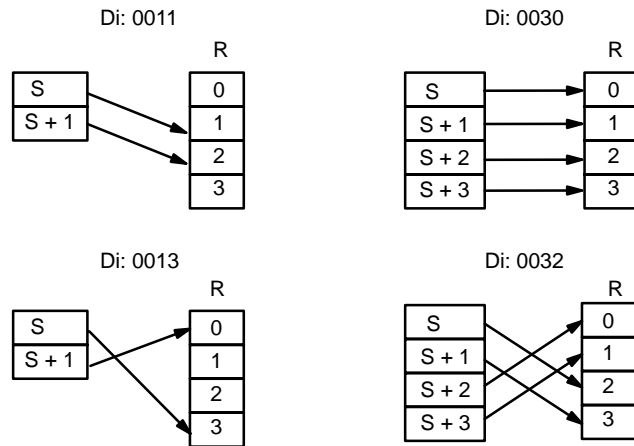 Di: 0011
R
S
S + 1
0
1
2
3
Di: 0030
R
S
S + 1
S + 2
S + 3
0
1
2
3
Di: 0013
R
S
S + 1
0
1
2
3
Di: 0032
R
S
S + 1
S + 2
S + 3
0
1
2
3